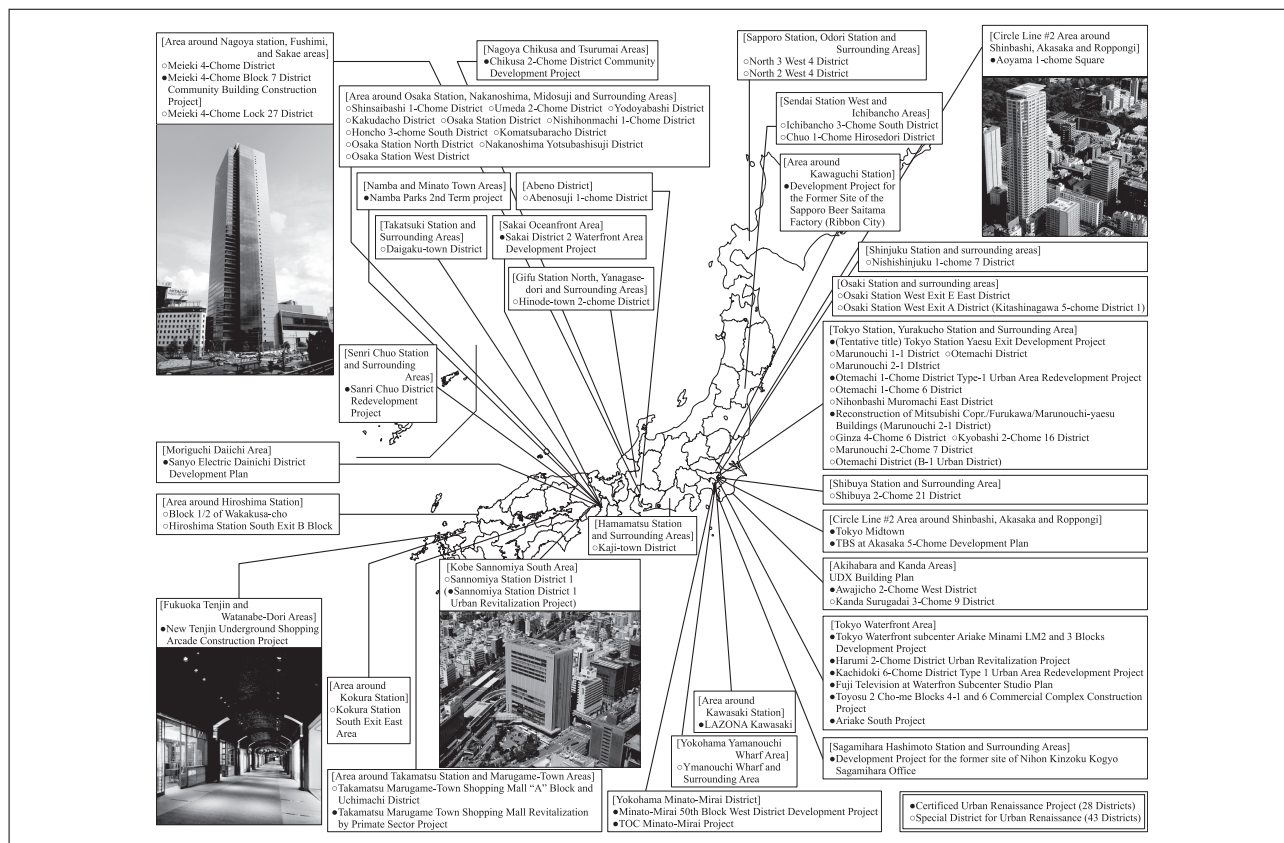 [Area around Nagoya station, Fushimi,
and Sakae areas]
○Meieki 4-Chome District
●Meieki 4-Chome Block 7 District
Community Building Construction
Project]
○Meieki 4-Chome Lock 27 District
[Nagoya Chikusa and Tsurumai Areas]
●Chikusa 2-Chome District Community
Development Project
[Area around Osaka Station, Nakanoshima, Midosuji and Surrounding Areas]
○Shinsaibashi 1-Chome District ○Umeda 2-Chome District ○Yodoyabashi District
○Kakudacho District ○Osaka Station District ○Nishihonmachi 1-Chome District
○Honcho 3-chome South District ○Komatsubaracho District
○Osaka Station North District ○Nakanoshima Yotsubashisuji District
○Osaka Station West District
[Namba and Minato Town Areas]
●Namba Parks 2nd Term project
[Abeno District]
○Abenosuji 1-chome District
[Takatsuki Station and
Surrounding Areas]
○Daigaku-town District
[Sakai Oceanfront Area]
●Sakai District 2 Waterfront Area
Development Project
[Gifu Station North, Yanagase-
dori and Surrounding Areas]
○Hinode-town 2-chome District
[Senri Chuo Station
and Surrounding
Areas]
●Sanri Chuo District
Redevelopment
Project
[Moriguchi Daiichi Area]
●Sanyo Electric Dainichi District
Development Plan
[Area around Hiroshima Station]
○Block 1/2 of Wakakusa-cho
○Hiroshima Station South Exit B Block
[Fukuoka Tenjin and
Watanabe-Dori Areas]
●New Tenjin Underground Shopping
Arcade Construction Project
[Area around
Kokura Station]
○Kokura Station
South Exit East
Area
[Area around Takamatsu Station and Marugame-Town Areas]
○Takamatsu Marugame-Town Shopping Mall “A” Block and
Uchimachi District
●Takamatsu Marugame Town Shopping Mall Revitalization
by Primate Sector Project
[Kobe Sannomiya South Area]
○Sannomiya Station District 1
(●Sannomiya Station District 1
Urban Revitalization Project)
[Hamamatsu Station
and Surrounding Areas]
○Kaji-town District
[Sapporo Station, Odori Station and
Surrounding Areas]
○North 3 West 4 District
○North 2 West 4 District
[Sendai Station West and
Ichibancho Areas]
○Ichibancho 3-Chome South District
○Chuo 1-Chome Hirosedori District
[Area around
Kawaguchi Station]
●Development Project for
the Former Site of the
Sapporo Beer Saitama
Factory (Ribbon City)
[Circle Line #2 Area around
Shinbashi, Akasaka and Roppongi]
●Aoyama 1-chome Square
[Shinjuku Station and surrounding areas]
○Nishishinjuku 1-chome 7 District
[Osaki Station and surrounding areas]
○Osaki Station West Exit E East District
○Osaki Station West Exit A District (Kitashinagawa 5-chome District 1)
[Tokyo Station, Yurakucho Station and Surrounding Area]
●(Tentative title) Tokyo Station Yaesu Exit Development Project
○Marunouchi 1-1 District ○Otemachi District
○Marunouchi 2-1 DIstrict
●Otemachi 1-Chome District Type-1 Urban Area Redevelopment Project
○Otemachi 1-Chome 6 District
○Nihonbashi Muromachi East District
●Reconstruction of Mitsubishi Copr./Furukawa/Marunouchi-yaesu
Buildings (Marunouchi 2-1 District)
○Ginza 4-Chome 6 District ○Kyobashi 2-Chome 16 District
○Marunouchi 2-Chome 7 District
○Otemachi District (B-1 Urban District)
[Shibuya Station and Surrounding Area]
○Shibuya 2-Chome 21 District
[Circle Line #2 Area around Shinbashi, Akasaka and Roppongi]
●Tokyo Midtown
●TBS at Akasaka 5-Chome Development Plan
[Akihabara and Kanda Areas]
UDX Building Plan
●Awajicho 2-Chome West District
○Kanda Surugadai 3-Chome 9 District
[Tokyo Waterfront Area]
●Tokyo Waterfront subcenter Ariake Minami LM2 and 3 Blocks
Development Project
●Harumi 2-Chome District Urban Revitalization Project
●Kachidoki 6-Chome District Type 1 Urban Area Redevelopment Project
●Fuji Television at Waterfron Subcenter Studio Plan
●Toyosu 2 Cho-me Blocks 4-1 and 6 Commercial Complex Construction
Project
●Ariake South Project
[Sagamihara Hashimoto Station and Surrounding Areas]
●Development Project for the former site of Nihon Kinzoku Kogyo
Sagamihara Office
[Area around
Kawasaki Station]
●LAZONA Kawasaki
[Yokohama Yamanouchi
Wharf Area]
○Ymanouchi Wharf and
Surrounding Area
[Yokohama Minato-Mirai District]
●Minato-Mirai 50th Block West District Development Project
●TOC Minato-Mirai Project
●Certificed Urban Renaissance Project (28 Districts)
○Special District for Urban Renaissance (43 Districts)